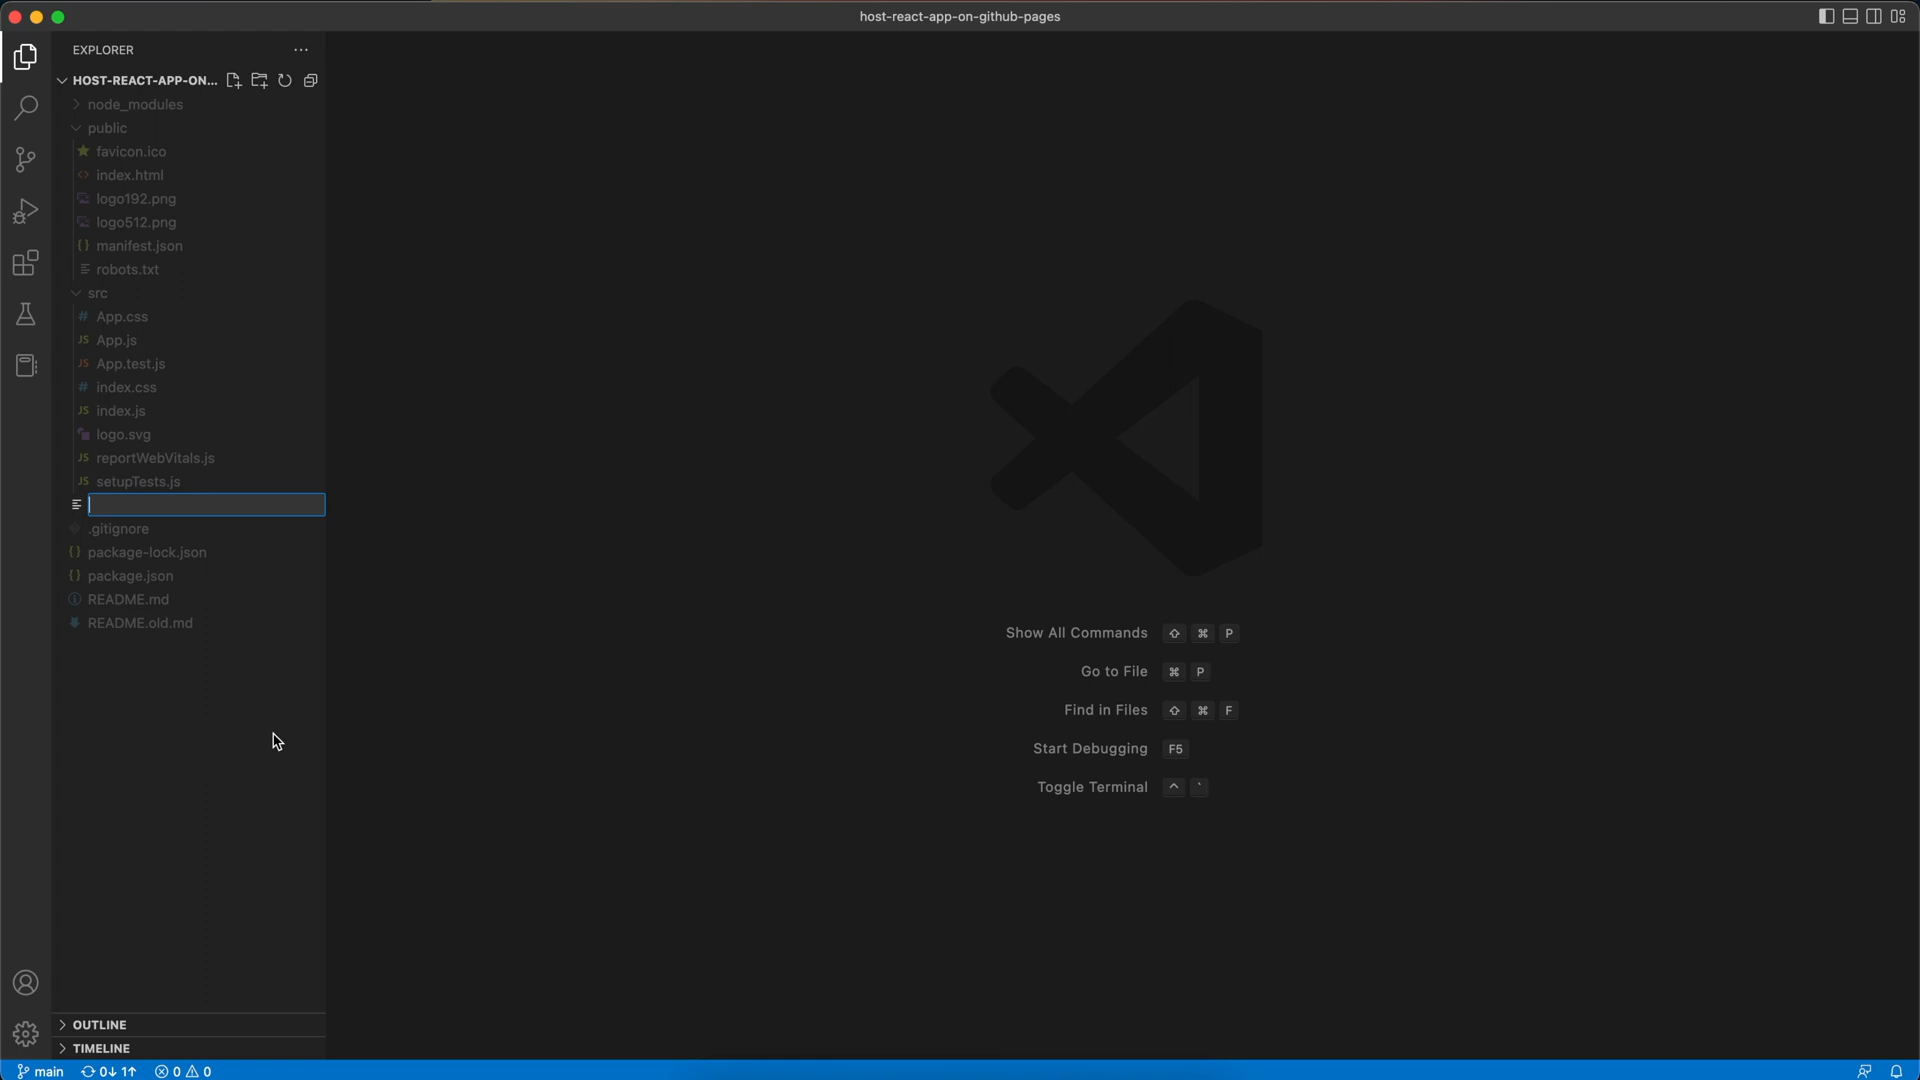 host-react-app-on-github-pages
EXPLORER
HOST-REACT-APP-ON...
node_modules
public
favicon.ico
index.html
logo192.png
logo512.png
manifest.json
robots.txt
src
App.css
App.js
App.test.js
index.css
index.js
logo.svg
reportWebVitals.js
setupTests.js
.gitignore
package-lock.json
package.json
README.md
README.old.md
Show All Commands ⇧ ⌘ P
Go to File ⌘ P
Find in Files ⇧ ⌘ F
Start Debugging F5
Toggle Terminal ^ `
OUTLINE
TIMELINE
main 0↓ 1↑ 0 0